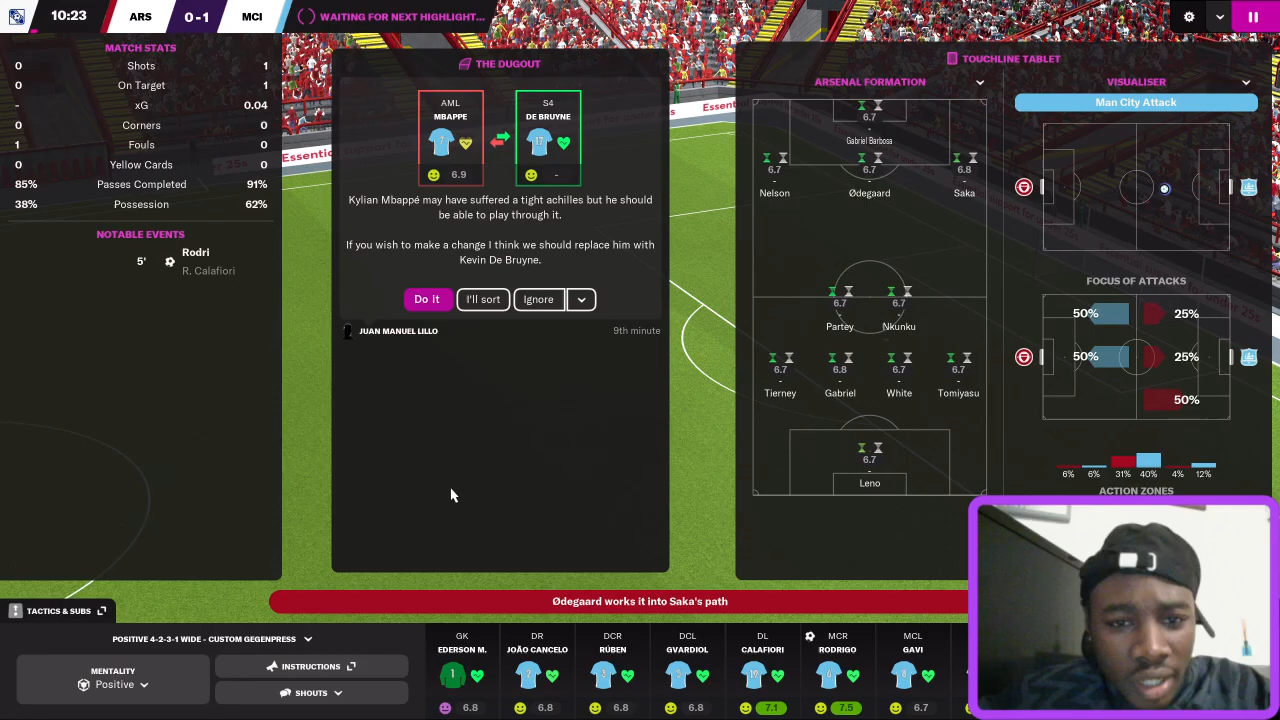 10:23 ARS 0-1 MCI WAITING FOR NEXT HIGHLIGHT...
MATCH STATS
0 Shots 1
0 On Target 1
- xG 0.04
0 Corners 0
1 Fouls 0
0 Yellow Cards 0
85% Passes Completed 91%
38% Possession 62%
NOTABLE EVENTS
5' Rodri
R. Calafiori
THE DUGOUT
AML S4
MBAPPE DE BRUYNE
7 17
6.9 -
Kylian Mbappé may have suffered a tight achilles but he should
be able to play through it.
If you wish to make a change I think we should replace him with
Kevin De Bruyne.
Do it I'll sort Ignore
JUAN MANUEL LILLO 9th minute
TOUCHLINE TABLET
ARSENAL FORMATION
6.7
-
Gabriel Barbosa
6.7 6.7 6.8
- - -
Nelson Ødegaard Saka
6.7 6.7
- -
Partey Nkunku
6.7 6.8 6.7 6.7
- - - -
Tierney Gabriel White Tomiyasu
6.7
-
Leno
VISUALISER
Man City Attack
FOCUS OF ATTACKS
50% 25%
50% 25%
50%
6% 6% 31% 40% 4% 12%
ACTION ZONES
Ødegaard works it into Saka's path
TACTICS & SUBS
POSITIVE 4-2-3-1 WIDE - CUSTOM GEGENPRESS
MENTALITY
Positive
INSTRUCTIONS
SHOUTS
GK DR DCR DCL DL MCR MCL
EDERSON M. JOÃO CANCELO RÚBEN GVARDIOL CALAFIORI RODRIGO GAVI
1 2 3 5 10 6 8
6.8 6.8 6.8 6.8 7.1 7.5 6.7